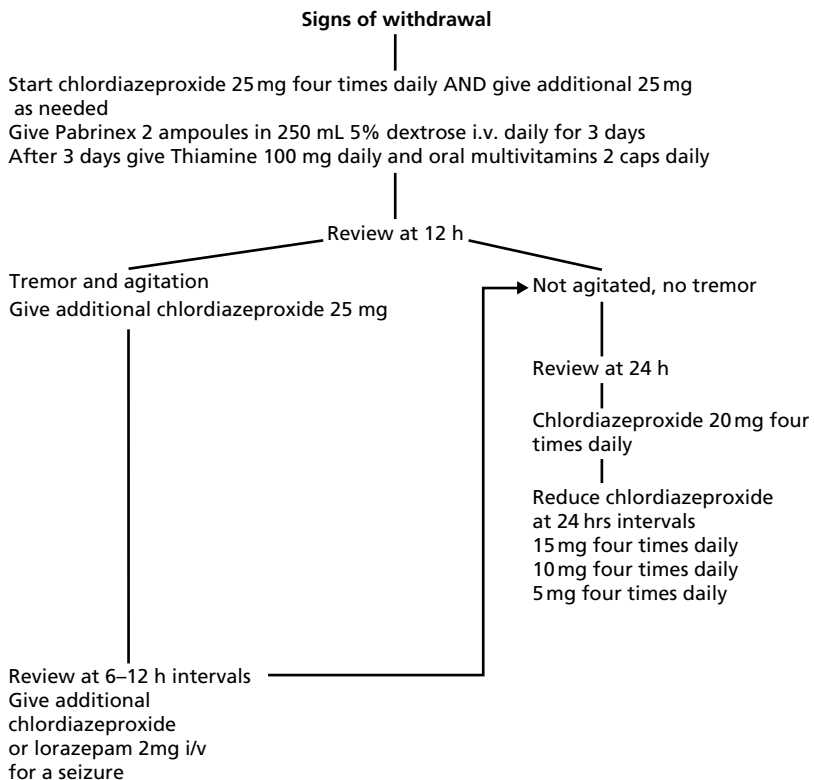 Signs of withdrawal
Start chlordiazeproxide 25 mg four times daily AND give additional 25 mg
as needed
Give Pabrinex 2 ampoules in 250 mL 5% dextrose i.v. daily for 3 days
After 3 days give Thiamine 100 mg daily and oral multivitamins 2 caps daily
Review at 12 h
Tremor and agitation
Give additional chlordiazeproxide 25 mg
Review at 6–12 h intervals
Give additional
chlordiazeproxide
or lorazepam 2mg i/v
for a seizure
Not agitated, no tremor
Review at 24 h
Chlordiazeproxide 20 mg four
times daily
Reduce chlordiazeproxide
at 24 hrs intervals
15 mg four times daily
10 mg four times daily
5 mg four times daily